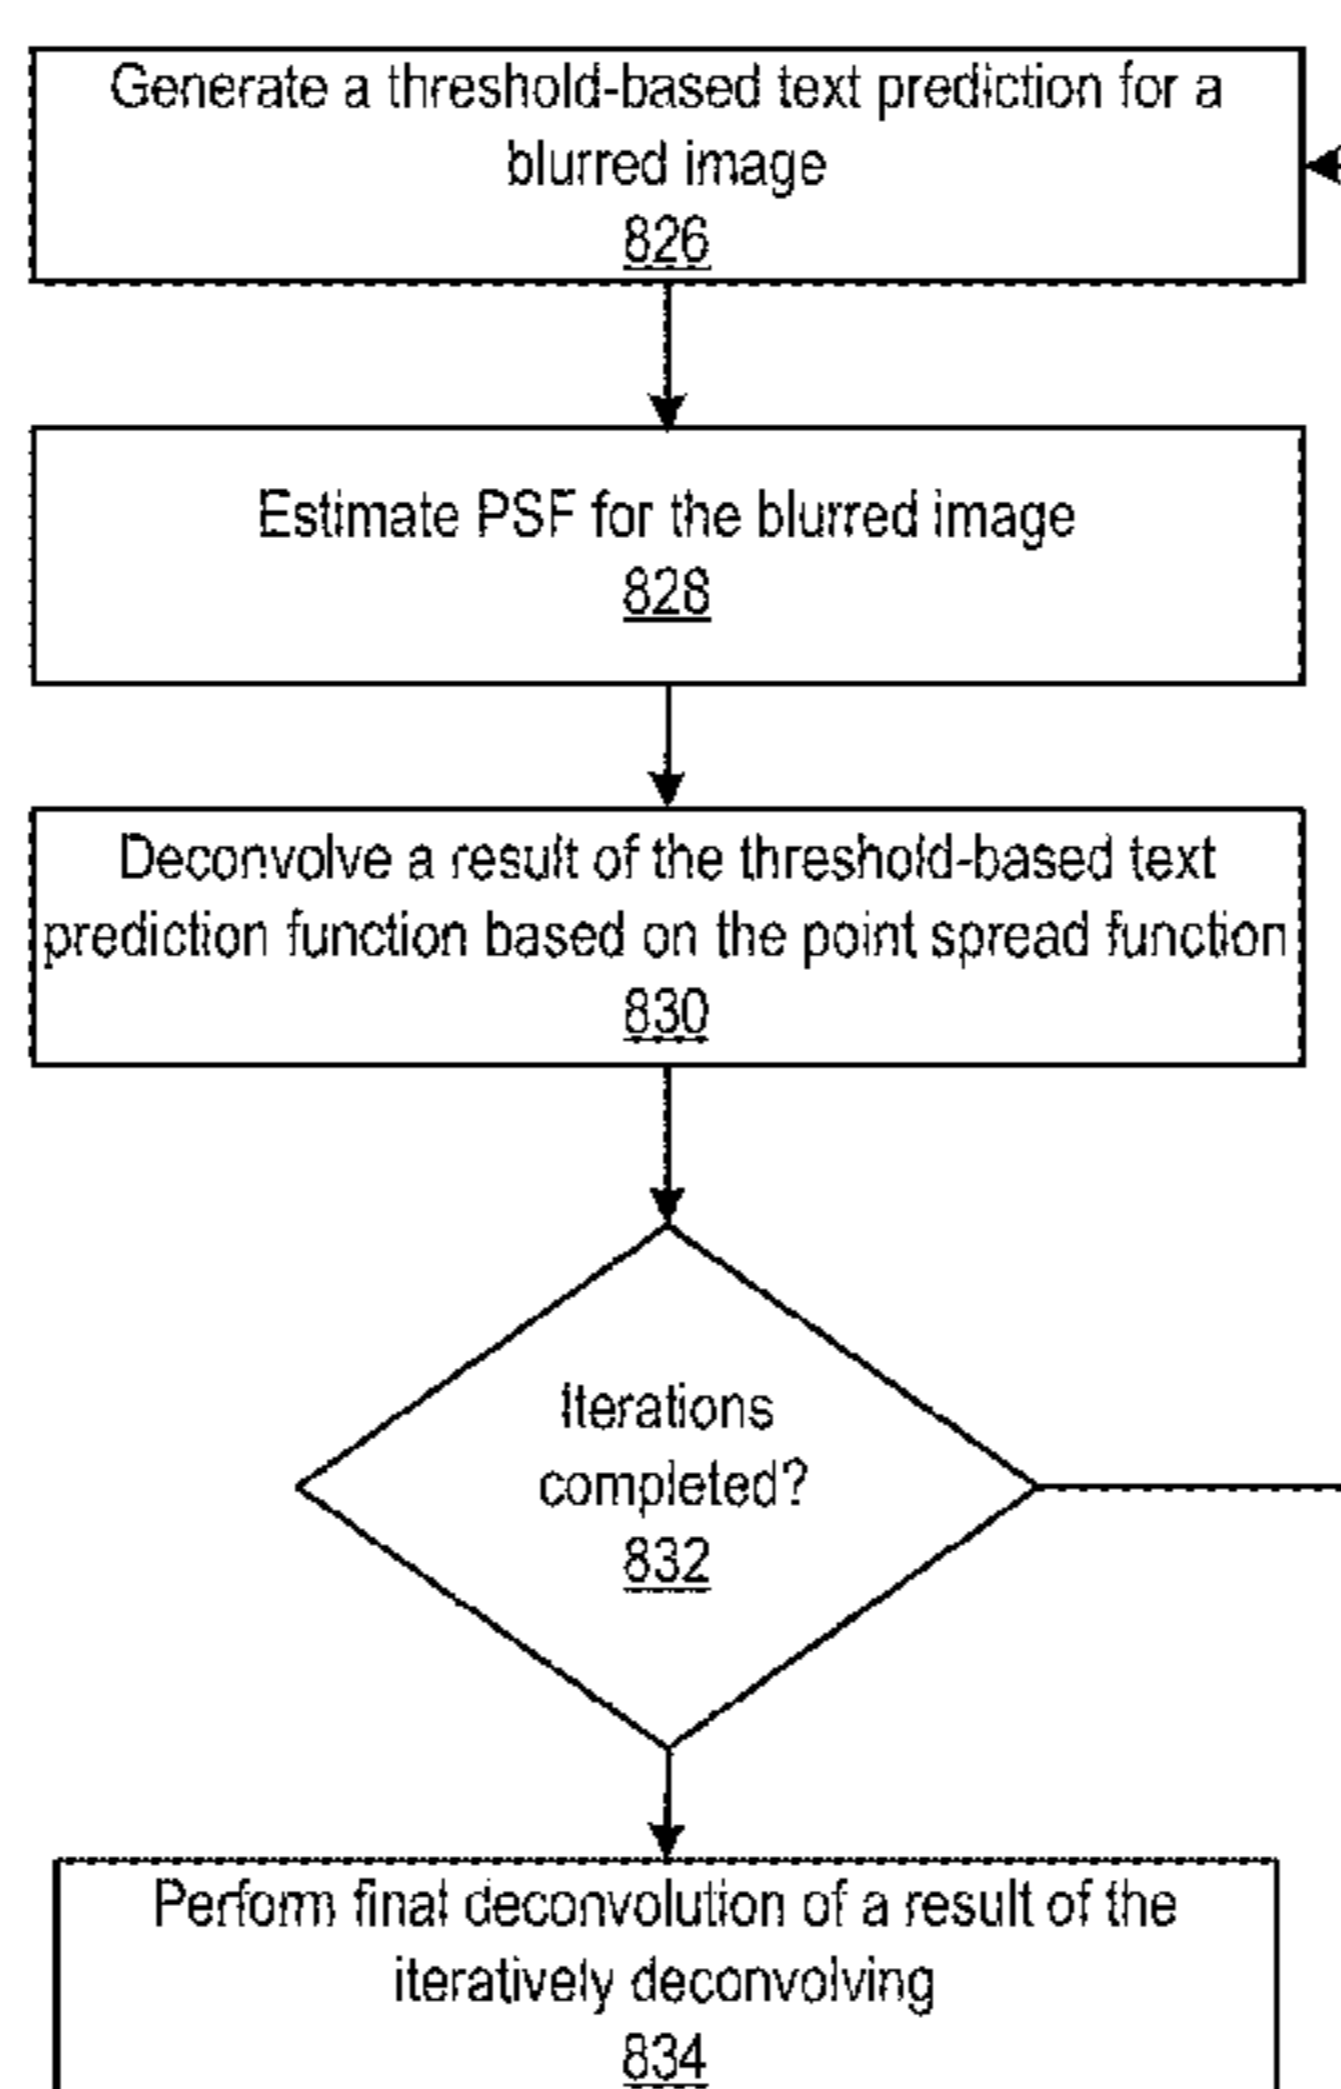 Generate a threshold-based text prediction for a
blurred image
826
Estimate PSF for the blurred image
828
Deconvolve a result of the threshold-based text
prediction function based on the point spread function
830
Iterations
completed?
832
Perform final deconvolution of a result of the
iteratively deconvolving
834